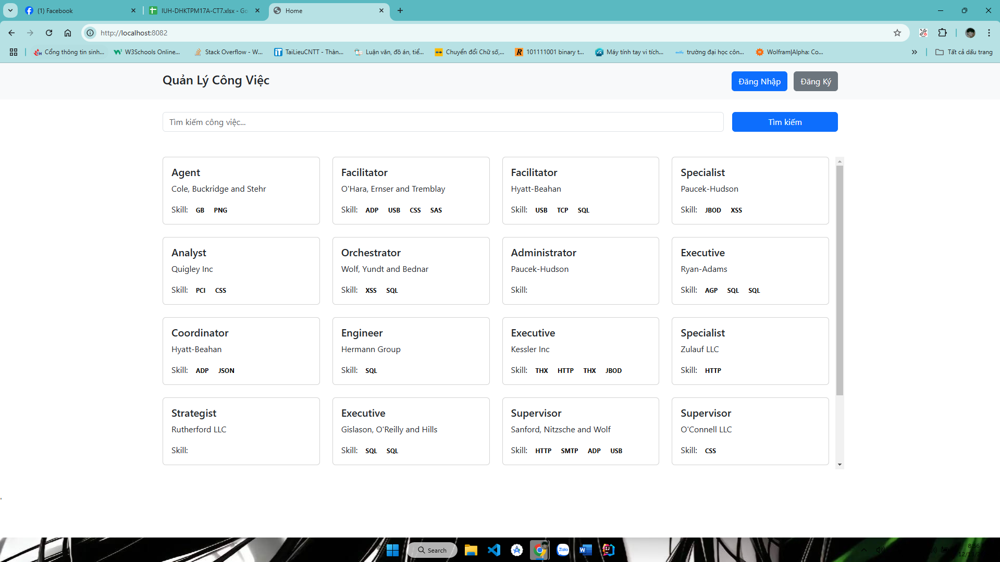 (1) Facebook
IUH-DHKTPM17A-CT7.xlsx - Go
Home
http://localhost:8082
Cổng thông tin sinh...
W3Schools Online...
Stack Overflow - W...
TaiLieuCNTT - Thàn...
Luận văn, đồ án, tiể...
Chuyển đổi Chữ số,...
101111001 binary t...
Máy tính tay vi tích...
trường đại học côn...
Wolfram|Alpha: Co...
Tất cả dấu trang
Quản Lý Công Việc
Đăng Nhập
Đăng Ký
Tìm kiếm công việc...
Tìm kiếm
Agent
Cole, Buckridge and Stehr
Skill: GB PNG
Facilitator
O'Hara, Ernser and Tremblay
Skill: ADP USB CSS SAS
Facilitator
Hyatt-Beahan
Skill: USB TCP SQL
Specialist
Paucek-Hudson
Skill: JBOD XSS
Analyst
Quigley Inc
Skill: PCI CSS
Orchestrator
Wolf, Yundt and Bednar
Skill: XSS SQL
Administrator
Paucek-Hudson
Skill:
Executive
Ryan-Adams
Skill: AGP SQL SQL
Coordinator
Hyatt-Beahan
Skill: ADP JSON
Engineer
Hermann Group
Skill: SQL
Executive
Kessler Inc
Skill: THX HTTP THX JBOD
Specialist
Zulauf LLC
Skill: HTTP
Strategist
Rutherford LLC
Skill:
Executive
Gislason, O'Reilly and Hills
Skill: SQL SQL
Supervisor
Sanford, Nitzsche and Wolf
Skill: HTTP SMTP ADP USB
Supervisor
O'Connell LLC
Skill: CSS
Search
Zalo